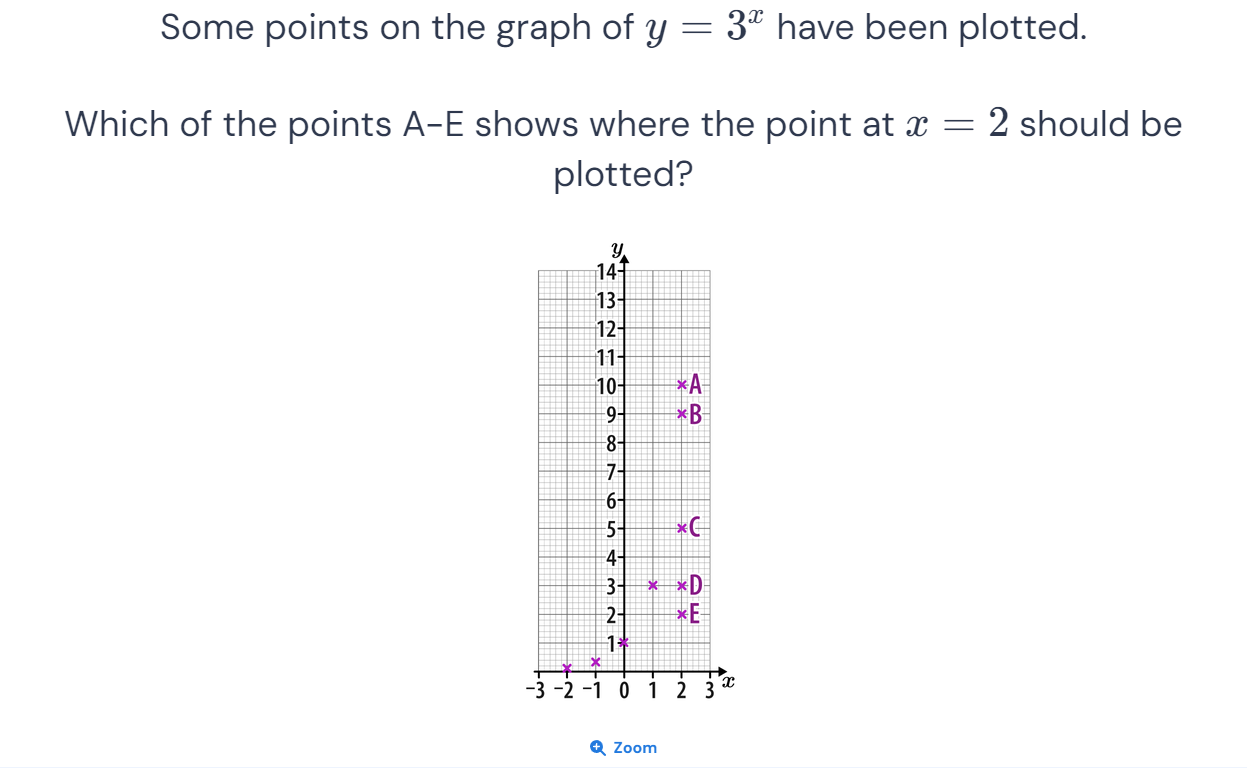 Some points on the graph of y = 3ˣ have been plotted.
Which of the points A-E shows where the point at x = 2 should be
plotted?
y
14
13
12
11
10 A
9 B
8
7
6
5 C
4
3 D
2 E
1
-3 -2 -1 0 1 2 3 x
Zoom